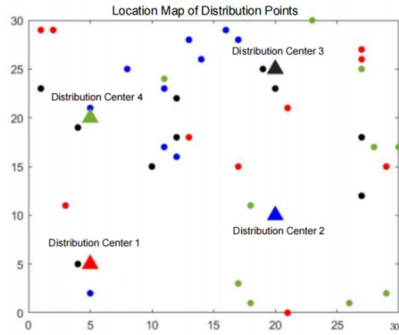 Location Map of Distribution Points
30
25
20
15
10
5
0
Distribution Center 3
Distribution Center 4
Distribution Center 2
Distribution Center 1
0 5 10 15 20 25 30